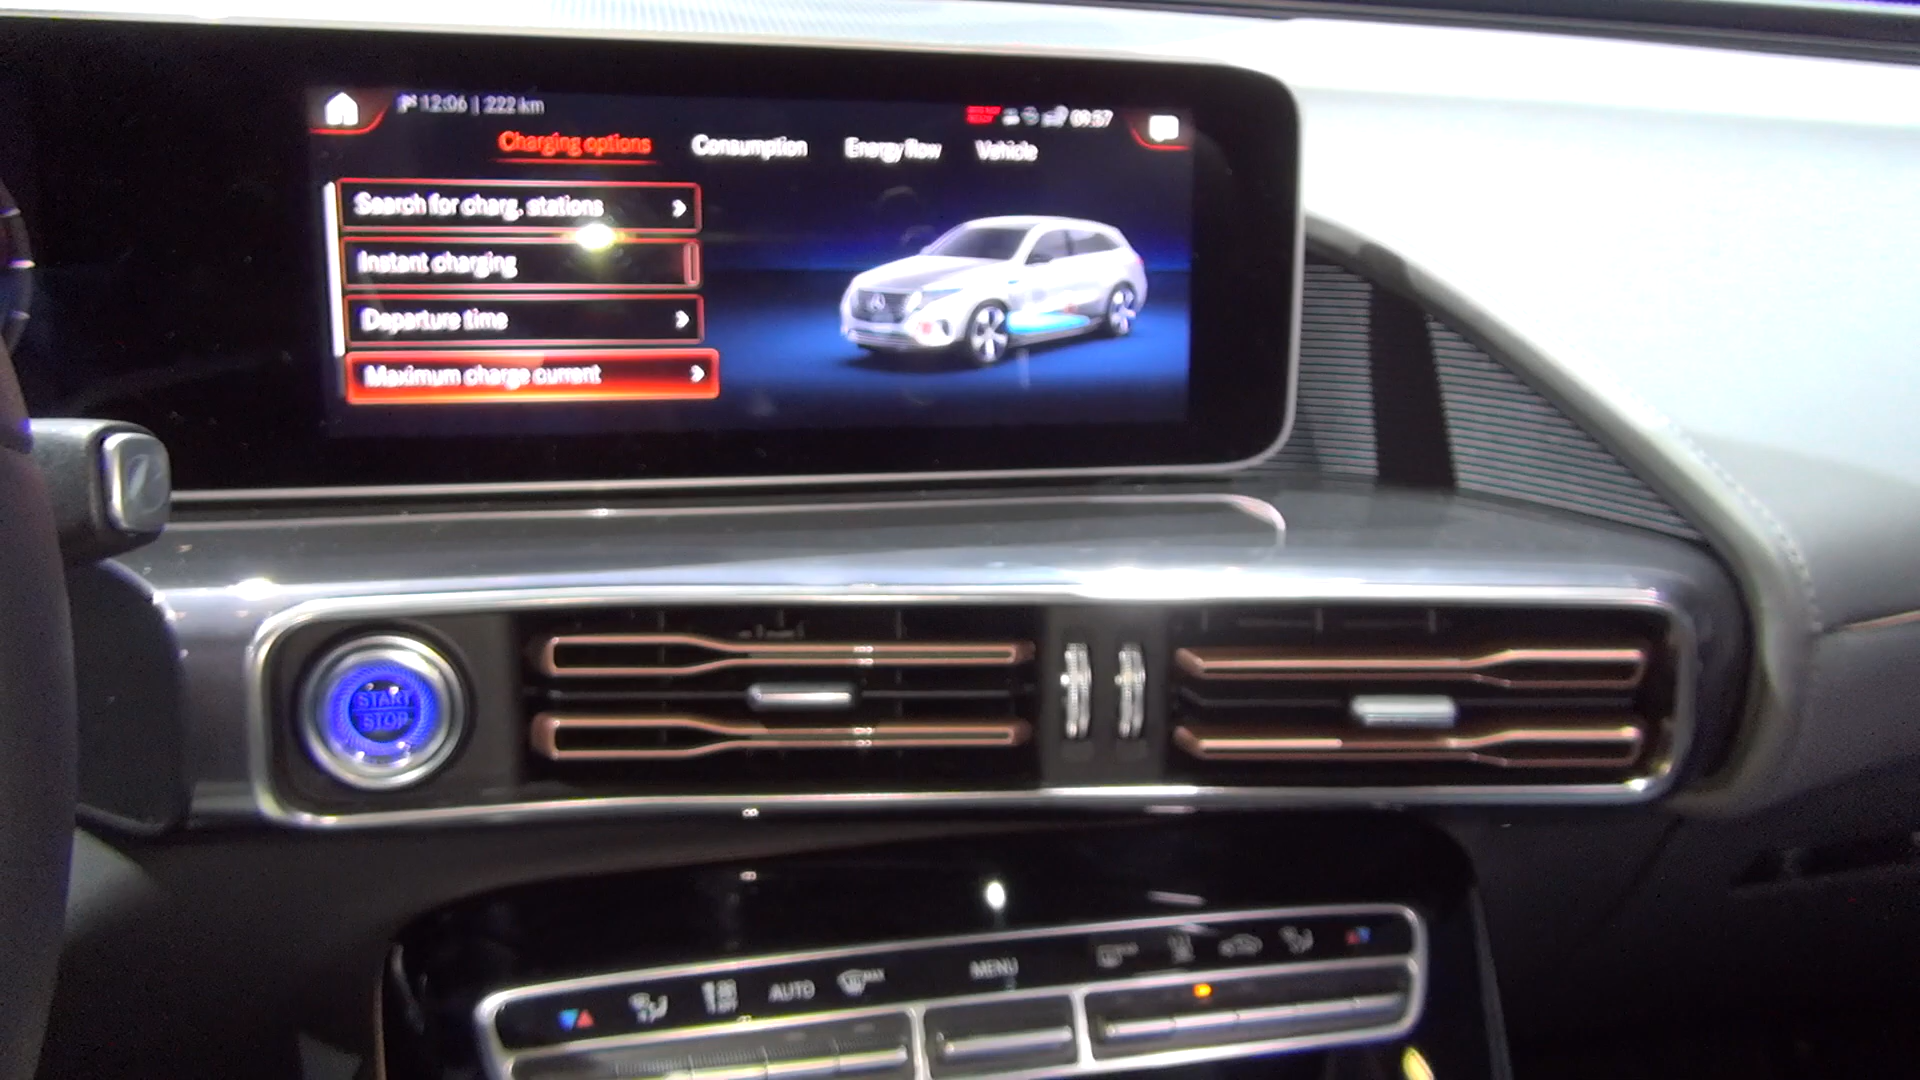 12:06 | 222 km
09:57
Charging options Consumption Energy flow Vehicle
Search for charg. stations
Instant charging
Departure time
Maximum charge current
START
STOP
AUTO
MENU